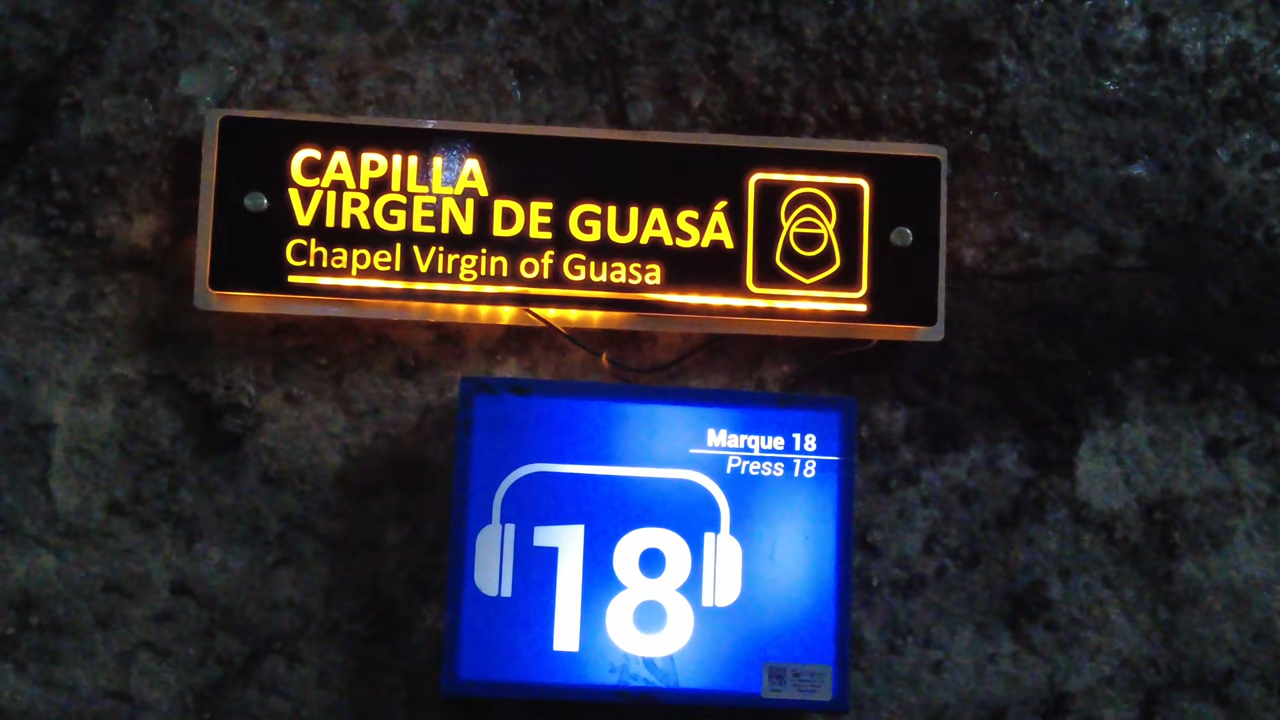 CAPILLA
VIRGEN DE GUASÁ
Chapel Virgin of Guasa
Marque 18
Press 18
18